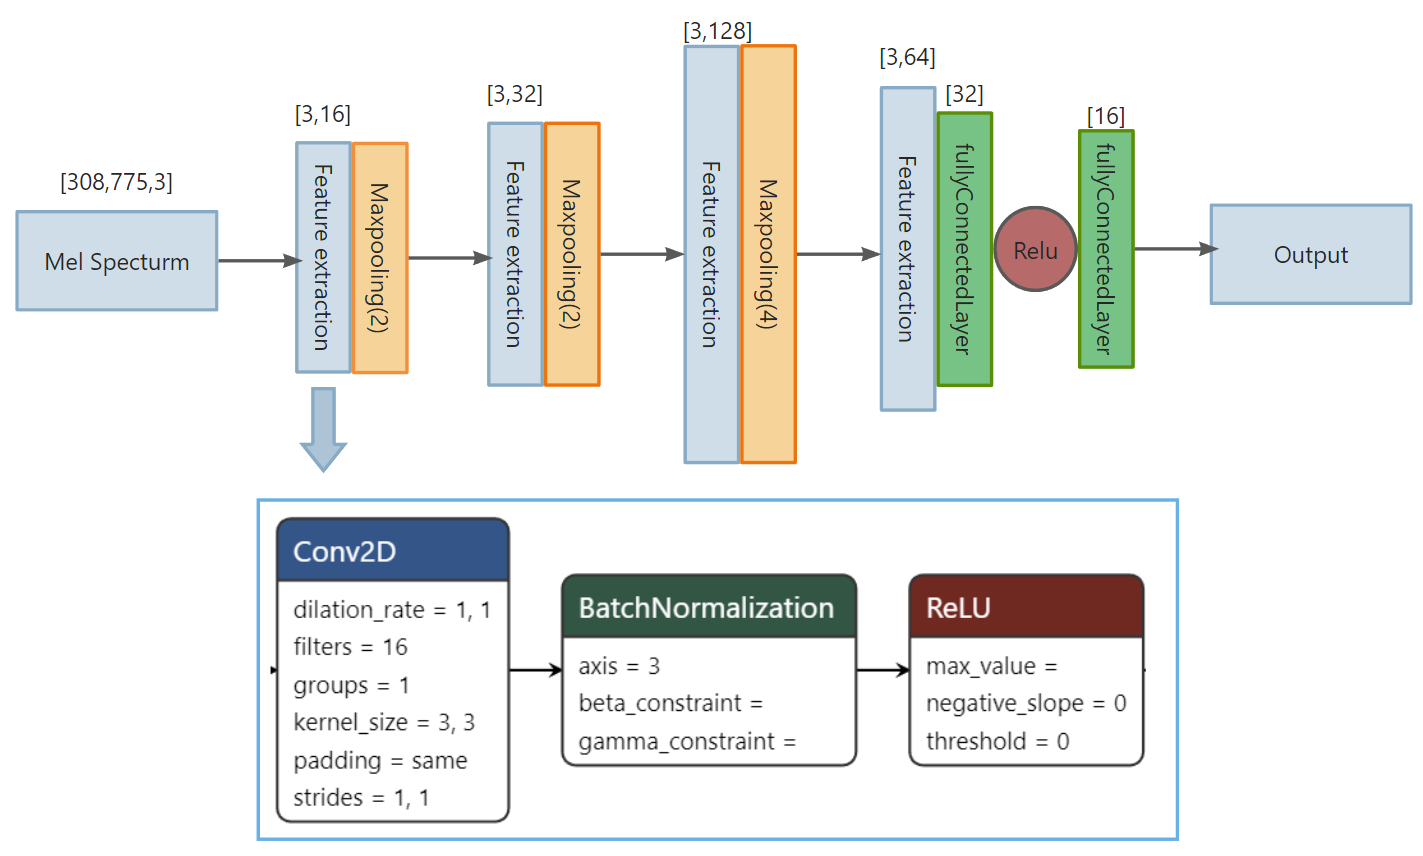 [308,775,3]
Mel Specturm
[3,16]
Feature extraction
Maxpooling(2)
[3,32]
Feature extraction
Maxpooling(2)
[3,128]
Feature extraction
Maxpooling(4)
[3,64]
Feature extraction
[32]
fullyConnectedLayer
Relu
[16]
fullyConnectedLayer
Output
Conv2D
dilation_rate = 1, 1
filters = 16
groups = 1
kernel_size = 3, 3
padding = same
strides = 1, 1
BatchNormalization
axis = 3
beta_constraint =
gamma_constraint =
ReLU
max_value =
negative_slope = 0
threshold = 0